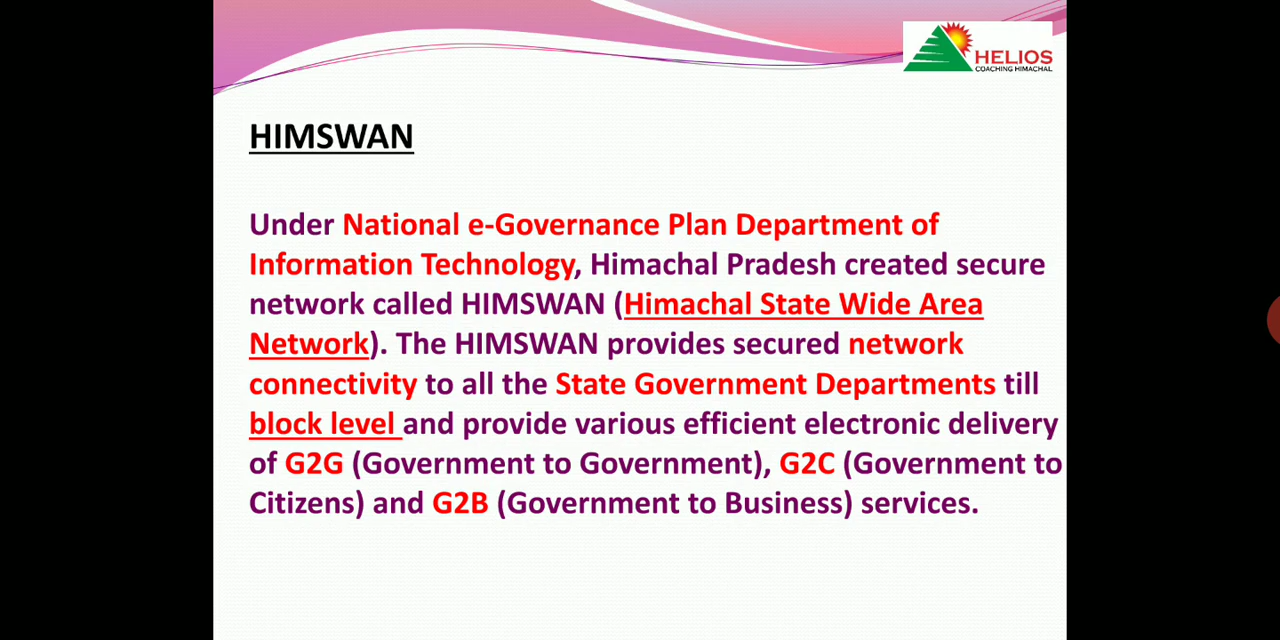 HELIOS
COACHING HIMACHAL
HIMSWAN
Under National e-Governance Plan Department of
Information Technology, Himachal Pradesh created secure
network called HIMSWAN (Himachal State Wide Area
Network). The HIMSWAN provides secured network
connectivity to all the State Government Departments till
block level and provide various efficient electronic delivery
of G2G (Government to Government), G2C (Government to
Citizens) and G2B (Government to Business) services.